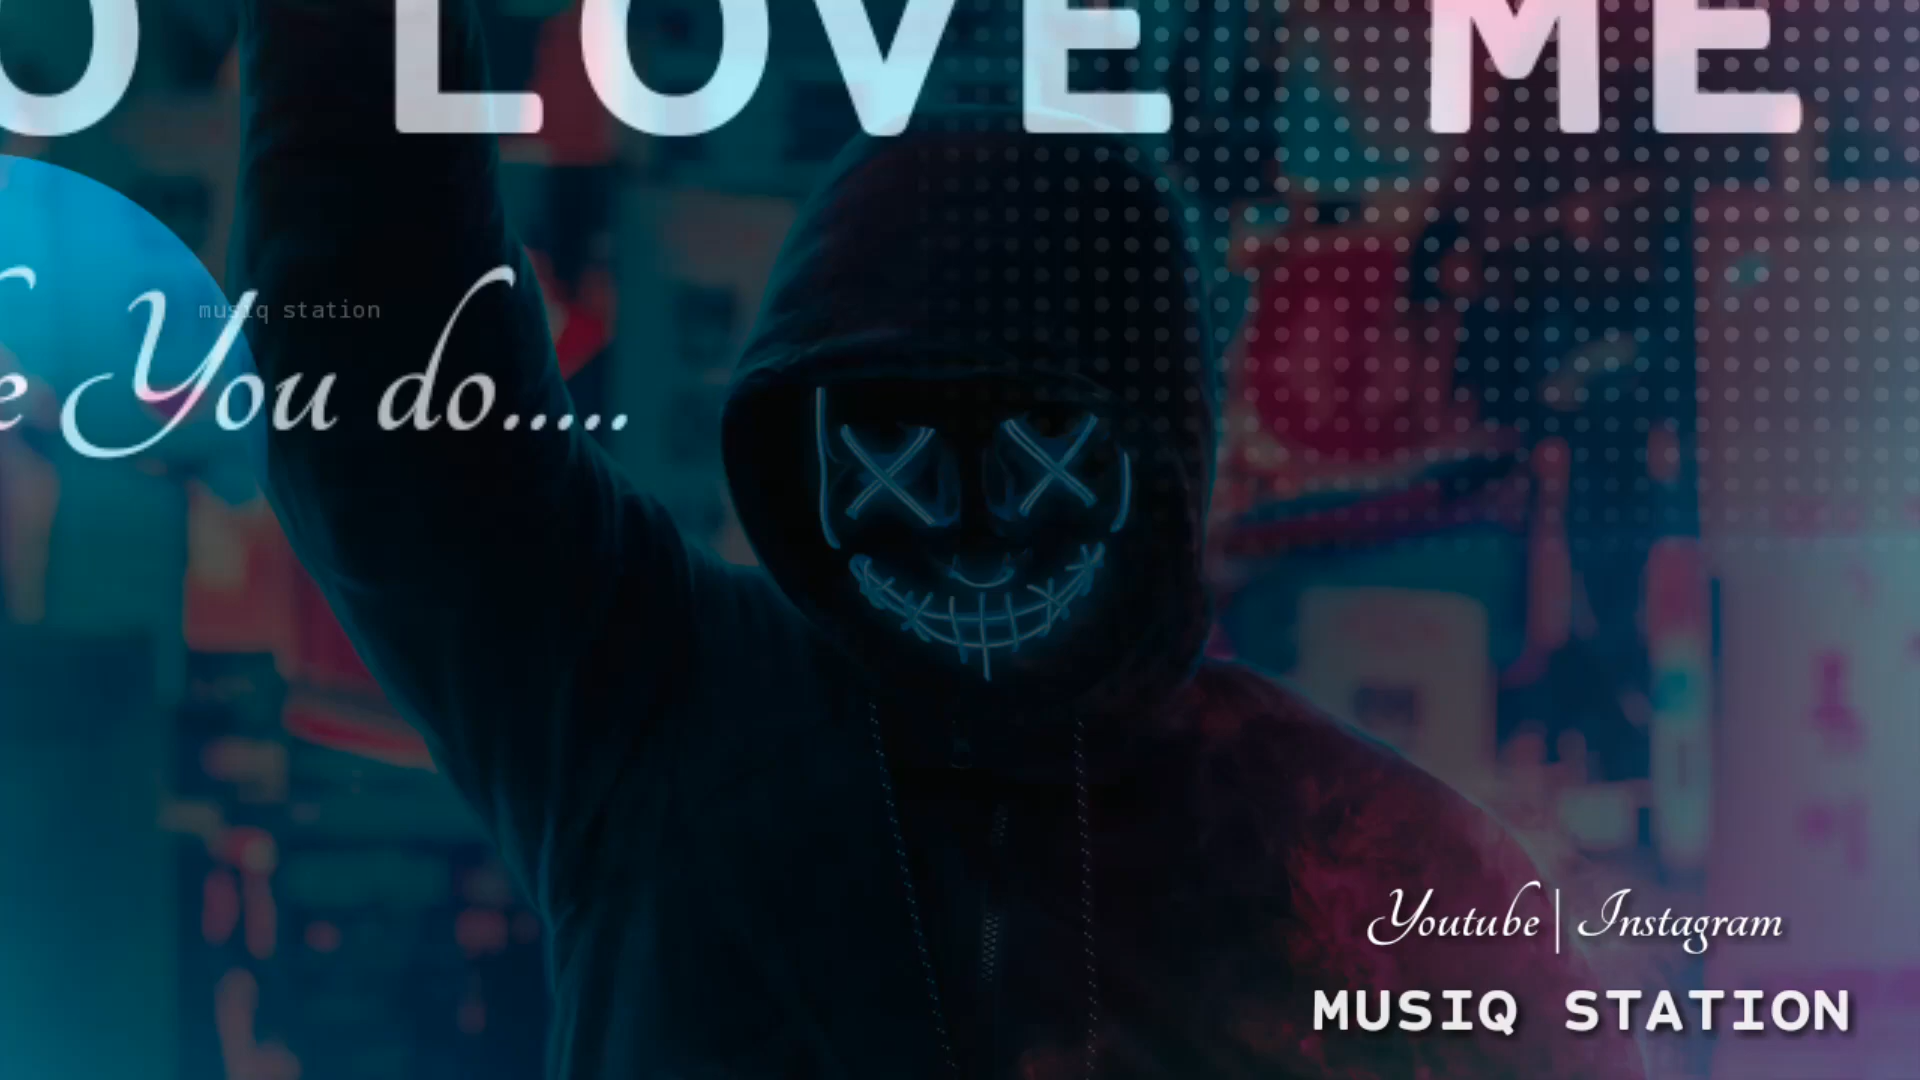 O LOVE ME
musiq station
e You do.....
Youtube | Instagram
MUSIQ STATION